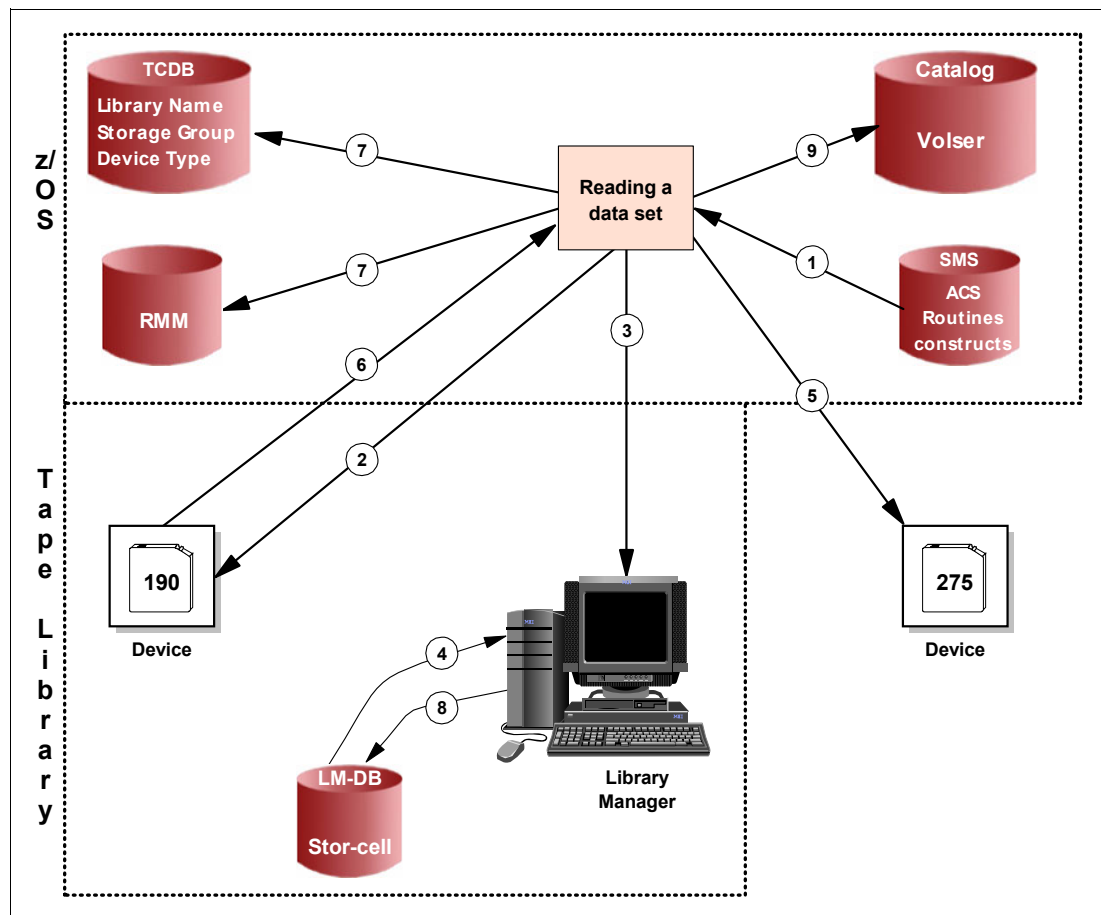 TCDB
Library Name
Storage Group
Device Type
Catalog
Volser
7
9
Reading a
data set
z/
O
S
RMM
7
1
SMS
ACS
Routines
constructs
3
6
5
2
T
a
p
e
L
i
b
r
a
r
y
190
Device
275
Device
4
8
LM-DB
Stor-cell
Library
Manager